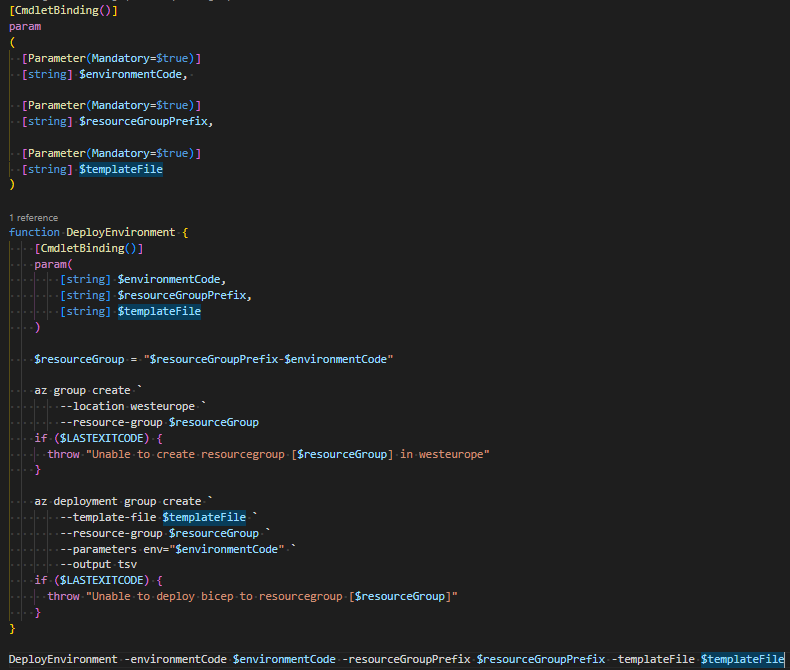 [CmdletBinding()]
param
(
[Parameter(Mandatory=$true)]
[string] $environmentCode,
[Parameter(Mandatory=$true)]
[string] $resourceGroupPrefix,
[Parameter(Mandatory=$true)]
[string] $templateFile
)
1 reference
function DeployEnvironment {
[CmdletBinding()]
param(
[string] $environmentCode,
[string] $resourceGroupPrefix,
[string] $templateFile
)
$resourceGroup = "$resourceGroupPrefix-$environmentCode"
az group create `
--location westeurope `
--resource-group $resourceGroup
if ($LASTEXITCODE) {
throw "Unable to create resourcegroup [$resourceGroup] in westeurope"
}
az deployment group create `
--template-file $templateFile `
--resource-group $resourceGroup `
--parameters env="$environmentCode" `
--output tsv
if ($LASTEXITCODE) {
throw "Unable to deploy bicep to resourcegroup [$resourceGroup]"
}
}
DeployEnvironment -environmentCode $environmentCode -resourceGroupPrefix $resourceGroupPrefix -templateFile $templateFile